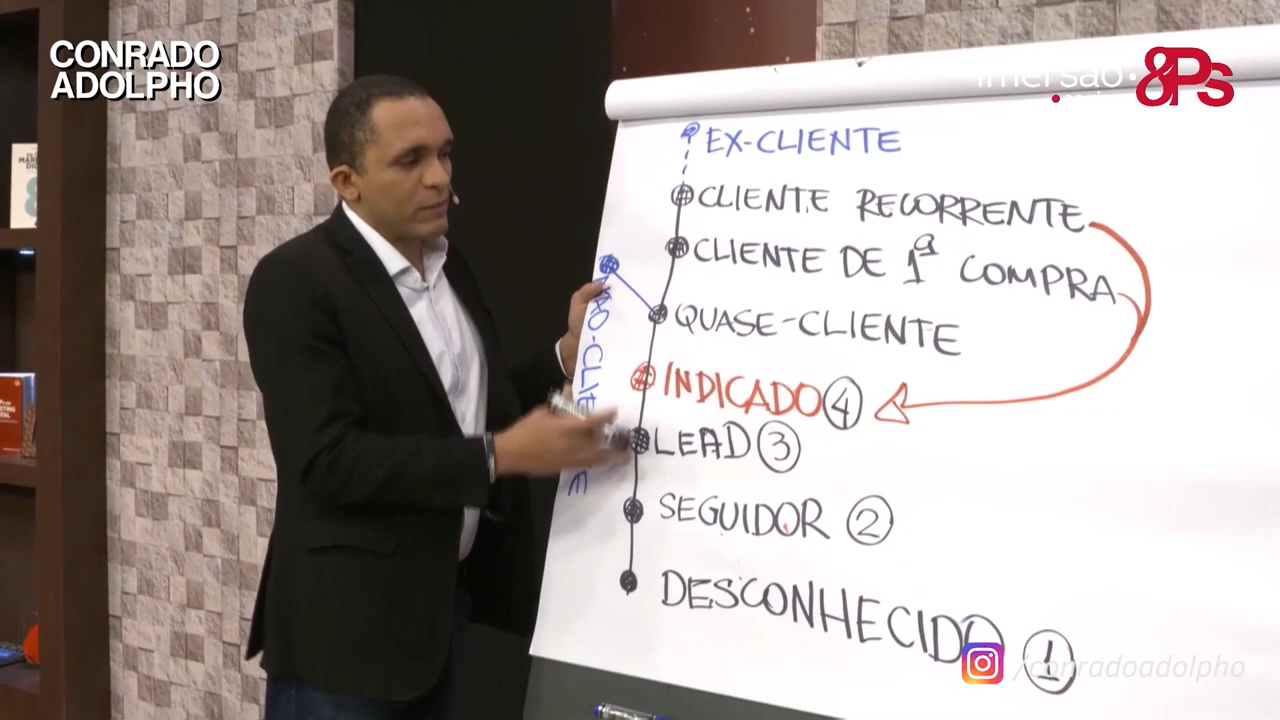 CONRADO
ADOLPHO
imersão
8Ps
EX-CLIENTE
CLIENTE RECORRENTE
CLIENTE DE 1ª COMPRA
QUASE-CLIENTE
INDICADO 4
LEAD 3
SEGUIDOR 2
DESCONHECIDO 1
/conradoadolpho